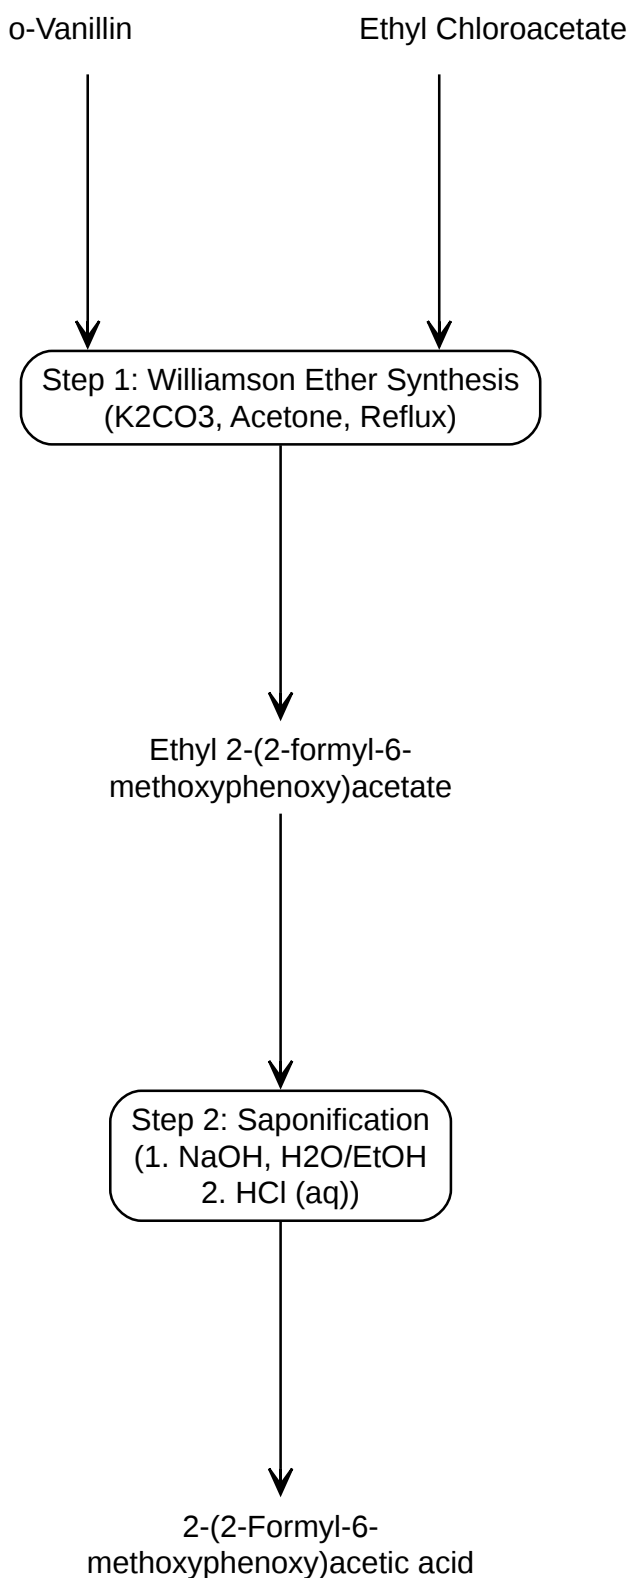 o-Vanillin
Ethyl Chloroacetate
Step 1: Williamson Ether Synthesis
(K2CO3, Acetone, Reflux)
Ethyl 2-(2-formyl-6-
methoxyphenoxy)acetate
Step 2: Saponification
(1. NaOH, H2O/EtOH
2. HCl (aq))
2-(2-Formyl-6-
methoxyphenoxy)acetic acid